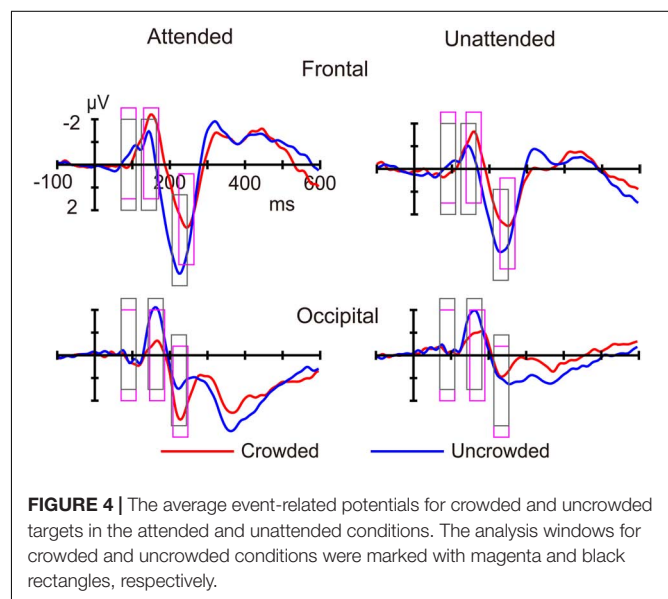 Attended Unattended
Frontal
μV
-2
2
-100 200 400 600
ms
Occipital
Crowded Uncrowded
FIGURE 4 | The average event-related potentials for crowded and uncrowded
targets in the attended and unattended conditions. The analysis windows for
crowded and uncrowded conditions were marked with magenta and black
rectangles, respectively.